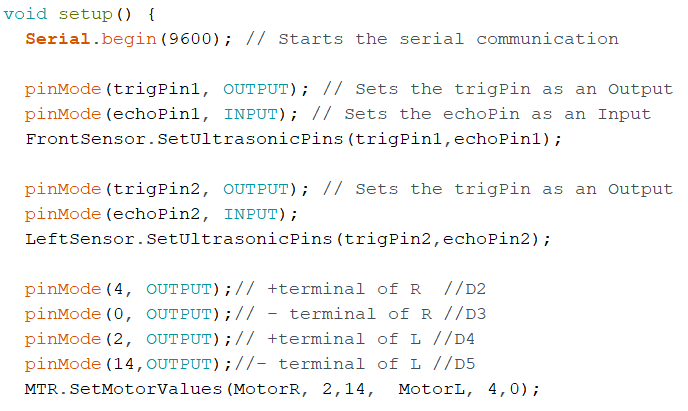 void setup() {
Serial.begin(9600); // Starts the serial communication
pinMode(trigPin1, OUTPUT); // Sets the trigPin as an Output
pinMode(echoPin1, INPUT); // Sets the echoPin as an Input
FrontSensor.SetUltrasonicPins(trigPin1,echoPin1);
pinMode(trigPin2, OUTPUT); // Sets the trigPin as an Output
pinMode(echoPin2, INPUT);
LeftSensor.SetUltrasonicPins(trigPin2,echoPin2);
pinMode(4, OUTPUT);// +terminal of R  //D2
pinMode(0, OUTPUT);// - terminal of R //D3
pinMode(2, OUTPUT);// +terminal of L //D4
pinMode(14,OUTPUT);//- terminal of L //D5
MTR.SetMotorValues(MotorR, 2,14,  MotorL, 4,0);